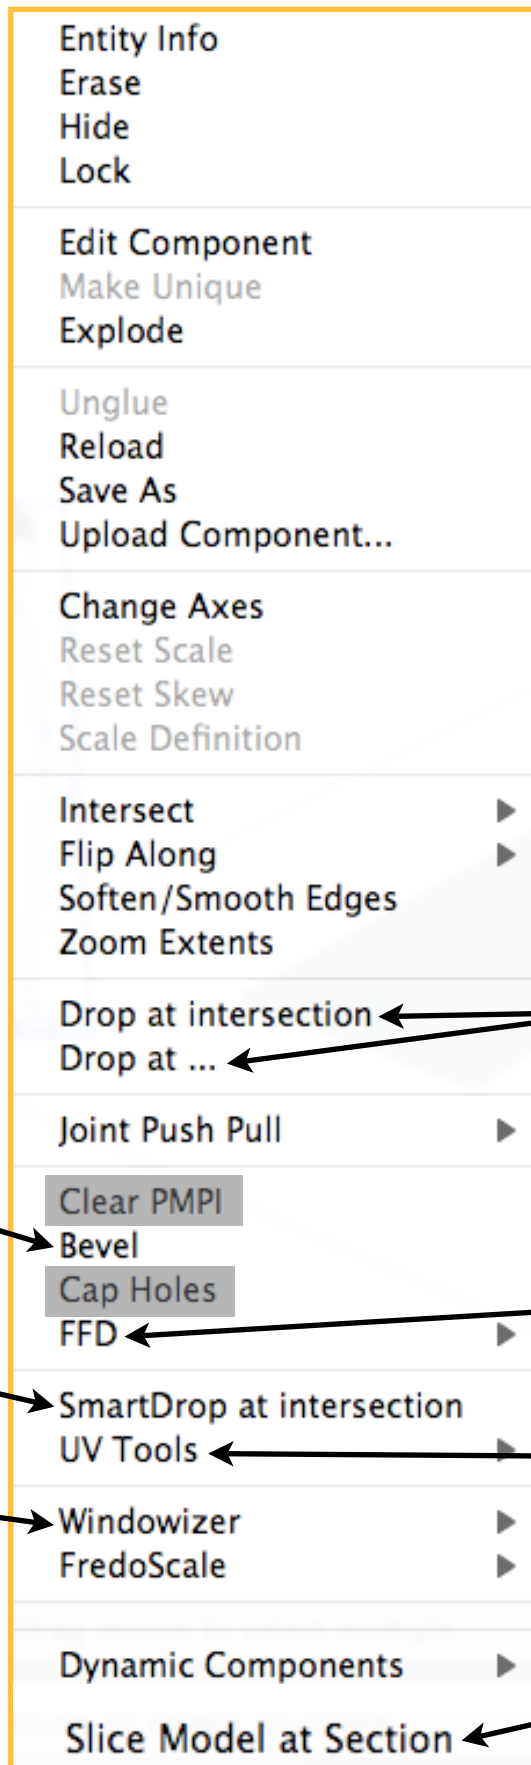 Entity Info
Erase
Hide
Lock
Edit Component
Make Unique
Explode
Unglue
Reload
Save As
Upload Component...
Change Axes
Reset Scale
Reset Skew
Scale Definition
Intersect
Flip Along
Soften/Smooth Edges
Zoom Extents
Drop at intersection
Drop at ...
Joint Push Pull
Clear PMPI
Bevel
Cap Holes
FFD
SmartDrop at intersection
UV Tools
Windowizer
FredoScale
Dynamic Components
Slice Model at Section